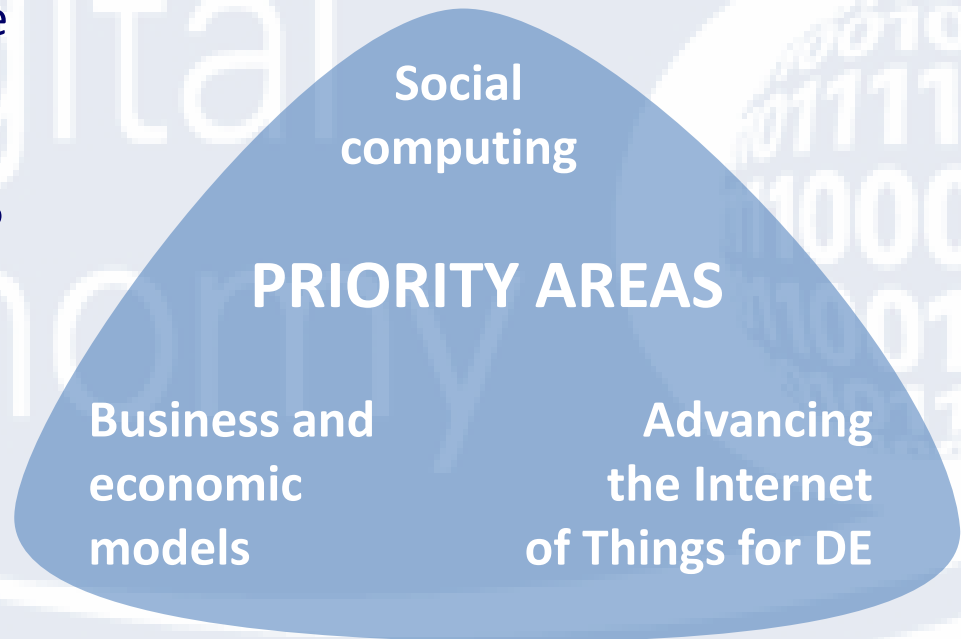 Social
computing
PRIORITY AREAS
Business and
economic
models
Advancing
the Internet
of Things for DE